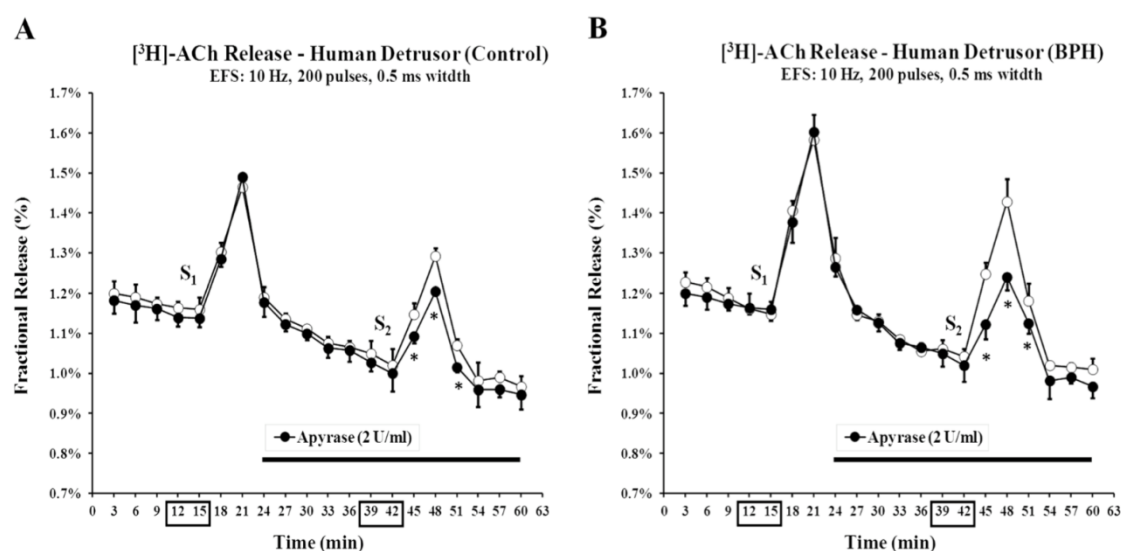 A
[³H]-ACh Release - Human Detrusor (Control)
EFS: 10 Hz, 200 pulses, 0.5 ms witdth
Fractional Release (%)
1.7%
1.6%
1.5%
1.4%
1.3%
1.2%
1.1%
1.0%
0.9%
0.8%
0.7%
S₁
S₂
*
*
*
Apyrase (2 U/ml)
0 3 6 9 12 15 18 21 24 27 30 33 36 39 42 45 48 51 54 57 60 63
Time (min)
B
[³H]-ACh Release - Human Detrusor (BPH)
EFS: 10 Hz, 200 pulses, 0.5 ms witdth
Fractional Release (%)
1.7%
1.6%
1.5%
1.4%
1.3%
1.2%
1.1%
1.0%
0.9%
0.8%
0.7%
S₁
S₂
*
*
*
Apyrase (2 U/ml)
0 3 6 9 12 15 18 21 24 27 30 33 36 39 42 45 48 51 54 57 60 63
Time (min)